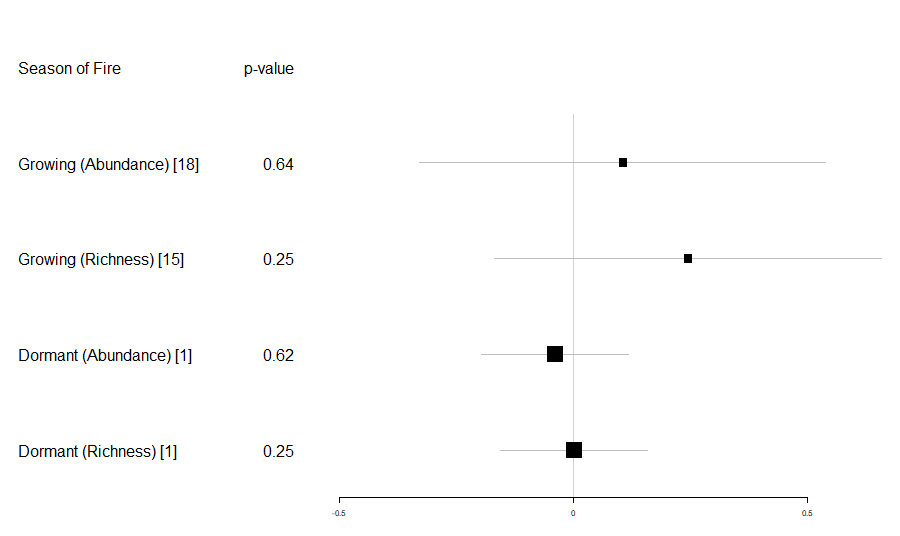 Season of Fire p-value
Growing (Abundance) [18] 0.64
Growing (Richness) [15] 0.25
Dormant (Abundance) [1] 0.62
Dormant (Richness) [1] 0.25
-0.5 0 0.5